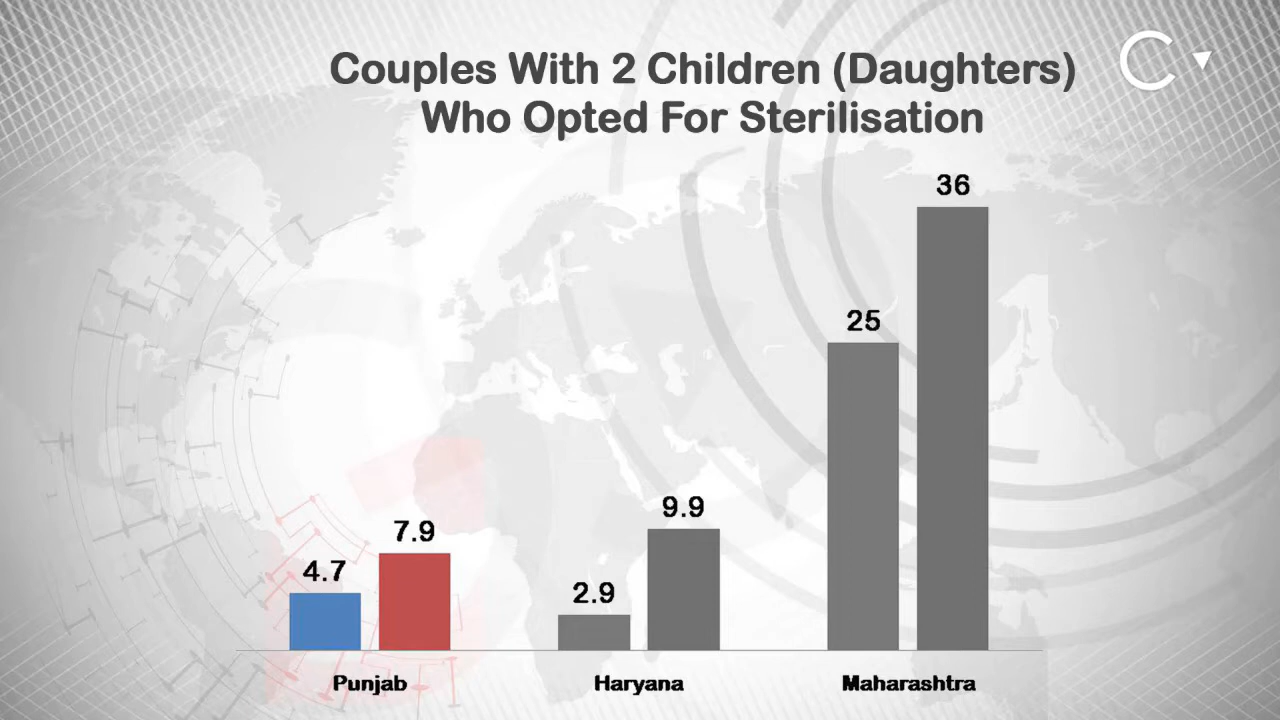 Couples With 2 Children (Daughters)
Who Opted For Sterilisation
36
25
9.9
7.9
4.7
2.9
Punjab Haryana Maharashtra